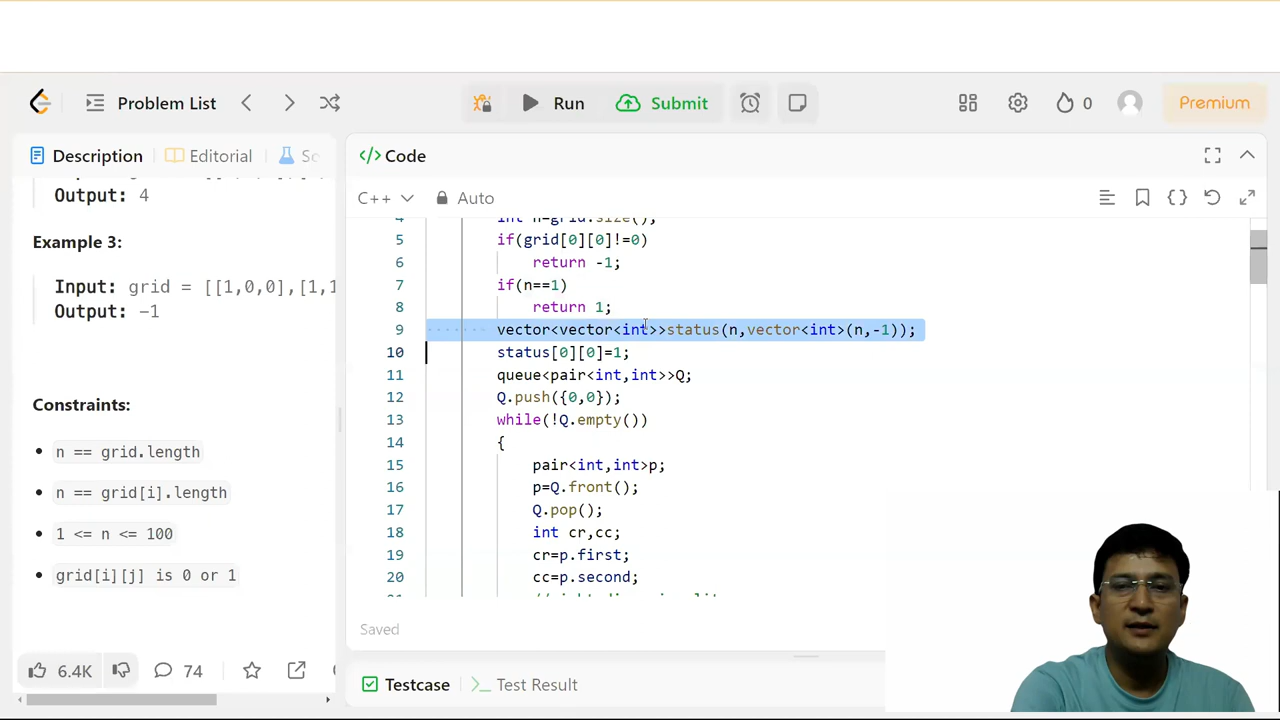 Problem List
Run
Submit
0
Premium
Description
Editorial
So
Code
C++
Auto
Output: 4
Example 3:
Input: grid = [[1,0,0],[1,1
Output: -1
Constraints:
n == grid.length
n == grid[i].length
1 <= n <= 100
grid[i][j] is 0 or 1
6.4K
74
4 int n=grid.size();
5 if(grid[0][0]!=0)
6 return -1;
7 if(n==1)
8 return 1;
9 vector<vector<int>>status(n,vector<int>(n,-1));
10 status[0][0]=1;
11 queue<pair<int,int>>Q;
12 Q.push({0,0});
13 while(!Q.empty())
14 {
15 pair<int,int>p;
16 p=Q.front();
17 Q.pop();
18 int cr,cc;
19 cr=p.first;
20 cc=p.second;
Saved
Testcase
Test Result